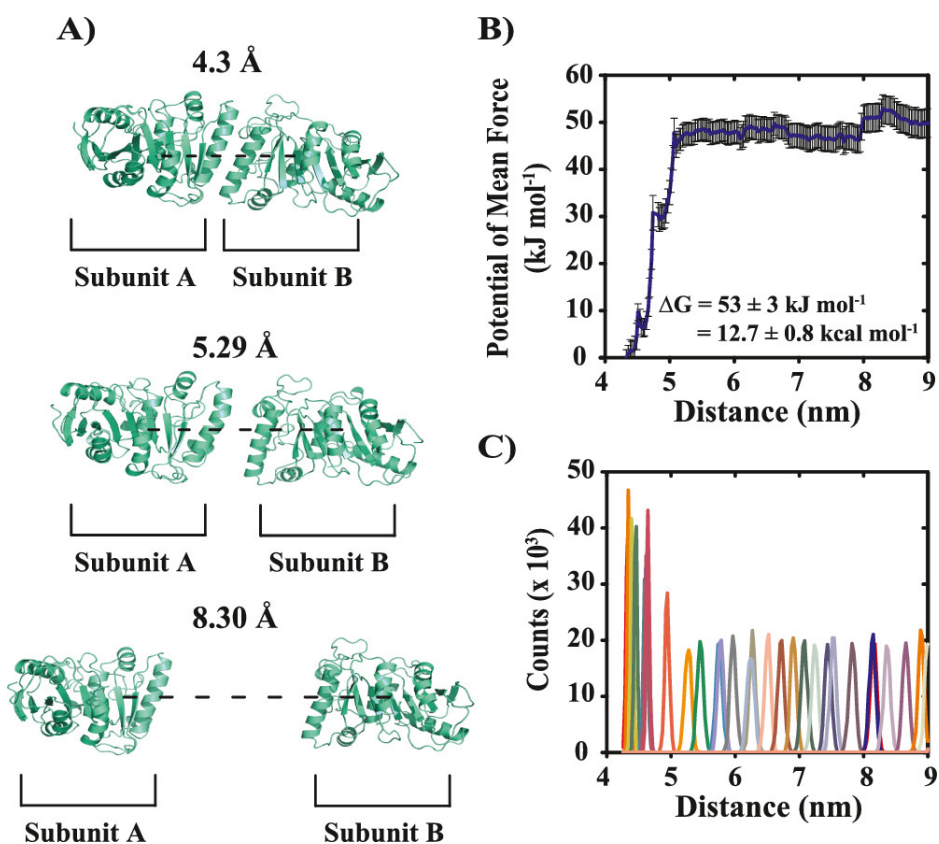 A)
4.3 Å
Subunit A
Subunit B
5.29 Å
Subunit A
Subunit B
8.30 Å
Subunit A
Subunit B
B)
Potential of Mean Force
(kJ mol⁻¹)
60
50
40
30
20
10
0
ΔG = 53 ± 3 kJ mol⁻¹
= 12.7 ± 0.8 kcal mol⁻¹
4 5 6 7 8 9
Distance (nm)
C)
Counts (x 10³)
50
40
30
20
10
0
4 5 6 7 8 9
Distance (nm)